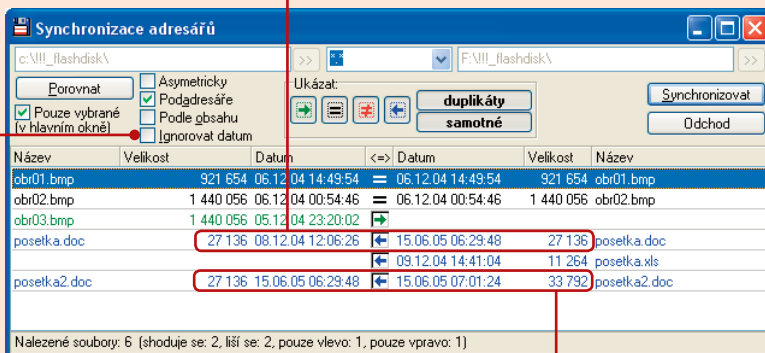 Synchronizace adresářů
c:\!!!_flashdisk\ >> *.* F:\!!!_flashdisk\ >>
Porovnat
Pouze vybrané
(v hlavním okně)
Asymetricky
Podadresáře
Podle obsahu
Ignorovat datum
Ukázat:
duplikáty
samotné
Synchronizovat
Odchod
Název Velikost Datum <=> Datum Velikost Název
obr01.bmp 921 654 06.12.04 14:49:54 = 06.12.04 14:49:54 921 654 obr01.bmp
obr02.bmp 1 440 056 06.12.04 00:54:46 = 06.12.04 00:54:46 1 440 056 obr02.bmp
obr03.bmp 1 440 056 05.12.04 23:20:02
posetka.doc 27 136 08.12.04 12:06:26 15.06.05 06:29:48 27 136 posetka.doc
09.12.04 14:41:04 11 264 posetka.xls
posetka2.doc 27 136 15.06.05 06:29:48 15.06.05 07:01:24 33 792 posetka2.doc
Nalezené soubory: 6 (shoduje se: 2, liší se: 2, pouze vlevo: 1, pouze vpravo: 1)